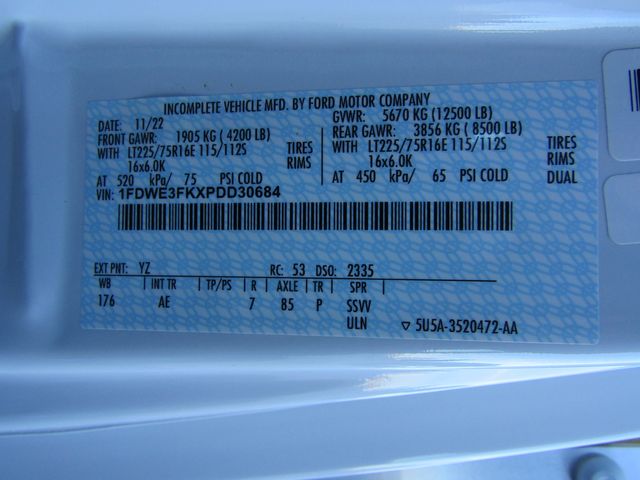 INCOMPLETE VEHICLE MFD. BY FORD MOTOR COMPANY
DATE: 11/22 GVWR: 5670 KG (12500 LB)
FRONT GAWR: 1905 KG ( 4200 LB) REAR GAWR: 3856 KG ( 8500 LB)
WITH LT225/75R16E 115/112S TIRES WITH LT225/75R16E 115/112S TIRES
16x6.0K RIMS 16x6.0K RIMS
AT 520 kPa/ 75 PSI COLD AT 450 kPa/ 65 PSI COLD DUAL
VIN: 1FDWE3FKXPDD30684
EXT PNT: YZ RC: 53 DSO: 2335
WB INT TR TP/PS R AXLE TR SPR
176 AE 7 85 P SSVV
ULN ▽ 5U5A-3520472-AA